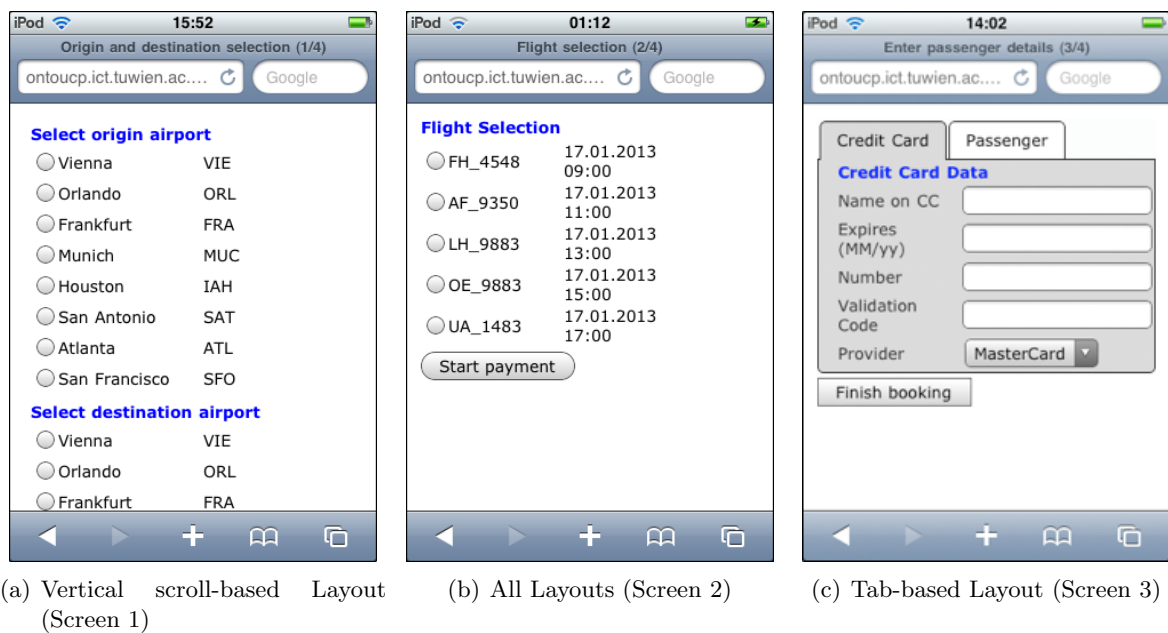 iPod 15:52
Origin and destination selection (1/4)
ontoucp.ict.tuwien.ac.... Google
Select origin airport
Vienna VIE
Orlando ORL
Frankfurt FRA
Munich MUC
Houston IAH
San Antonio SAT
Atlanta ATL
San Francisco SFO
Select destination airport
Vienna VIE
Orlando ORL
Frankfurt FRA
(a) Vertical scroll-based Layout
(Screen 1)
iPod 01:12
Flight selection (2/4)
ontoucp.ict.tuwien.ac.... Google
Flight Selection
FH_4548 17.01.2013
09:00
AF_9350 17.01.2013
11:00
LH_9883 17.01.2013
13:00
OE_9883 17.01.2013
15:00
UA_1483 17.01.2013
17:00
Start payment
(b) All Layouts (Screen 2)
iPod 14:02
Enter passenger details (3/4)
ontoucp.ict.tuwien.ac.... Google
Credit Card Passenger
Credit Card Data
Name on CC
Expires
(MM/yy)
Number
Validation
Code
Provider MasterCard
Finish booking
(c) Tab-based Layout (Screen 3)